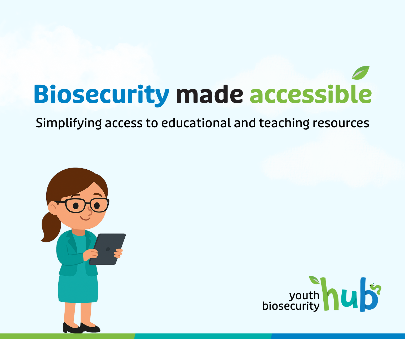 Biosecurity made accessible
Simplifying access to educational and teaching resources
youth
biosecurity
hub